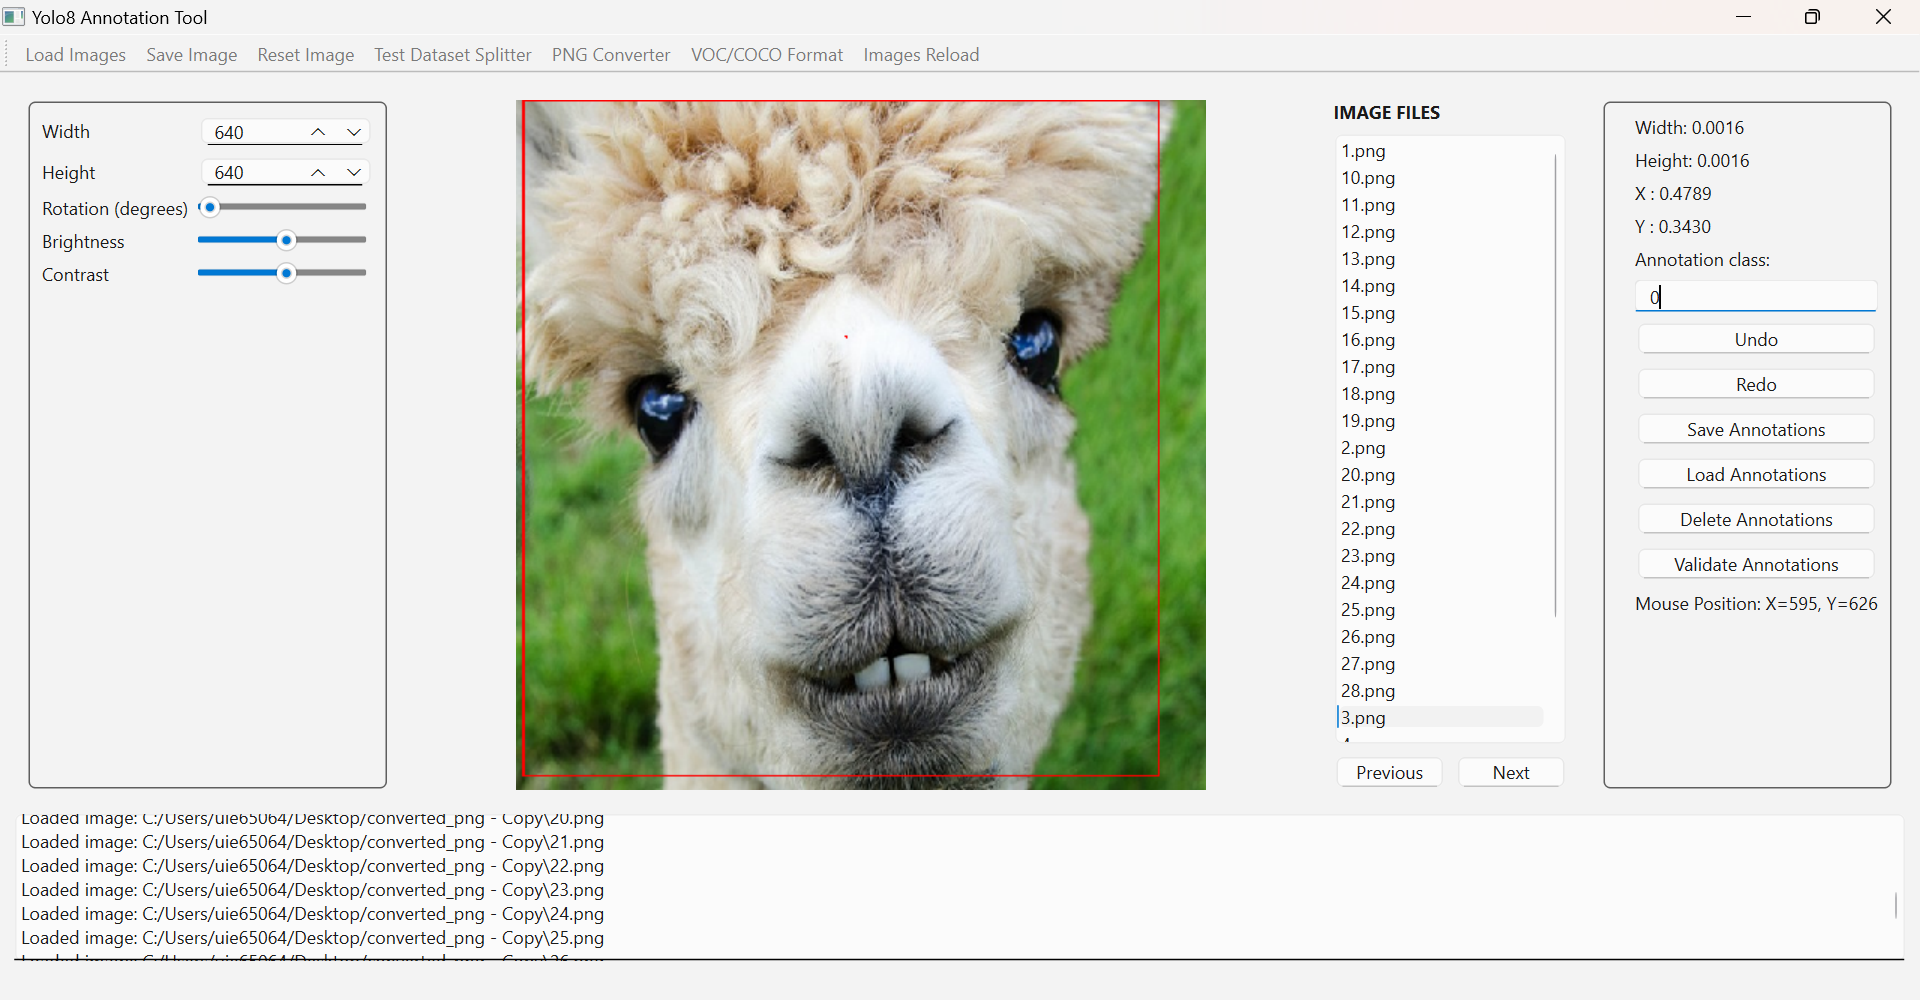 Yolo8 Annotation Tool
Load Images Save Image Reset Image Test Dataset Splitter PNG Converter VOC/COCO Format Images Reload
Width 640
Height 640
Rotation (degrees)
Brightness
Contrast
IMAGE FILES
1.png
10.png
11.png
12.png
13.png
14.png
15.png
16.png
17.png
18.png
19.png
2.png
20.png
21.png
22.png
23.png
24.png
25.png
26.png
27.png
28.png
3.png
Previous Next
Width: 0.0016
Height: 0.0016
X : 0.4789
Y : 0.3430
Annotation class:
0
Undo
Redo
Save Annotations
Load Annotations
Delete Annotations
Validate Annotations
Mouse Position: X=595, Y=626
Loaded image: C:/Users/uie65064/Desktop/converted_png - Copy\20.png
Loaded image: C:/Users/uie65064/Desktop/converted_png - Copy\21.png
Loaded image: C:/Users/uie65064/Desktop/converted_png - Copy\22.png
Loaded image: C:/Users/uie65064/Desktop/converted_png - Copy\23.png
Loaded image: C:/Users/uie65064/Desktop/converted_png - Copy\24.png
Loaded image: C:/Users/uie65064/Desktop/converted_png - Copy\25.png